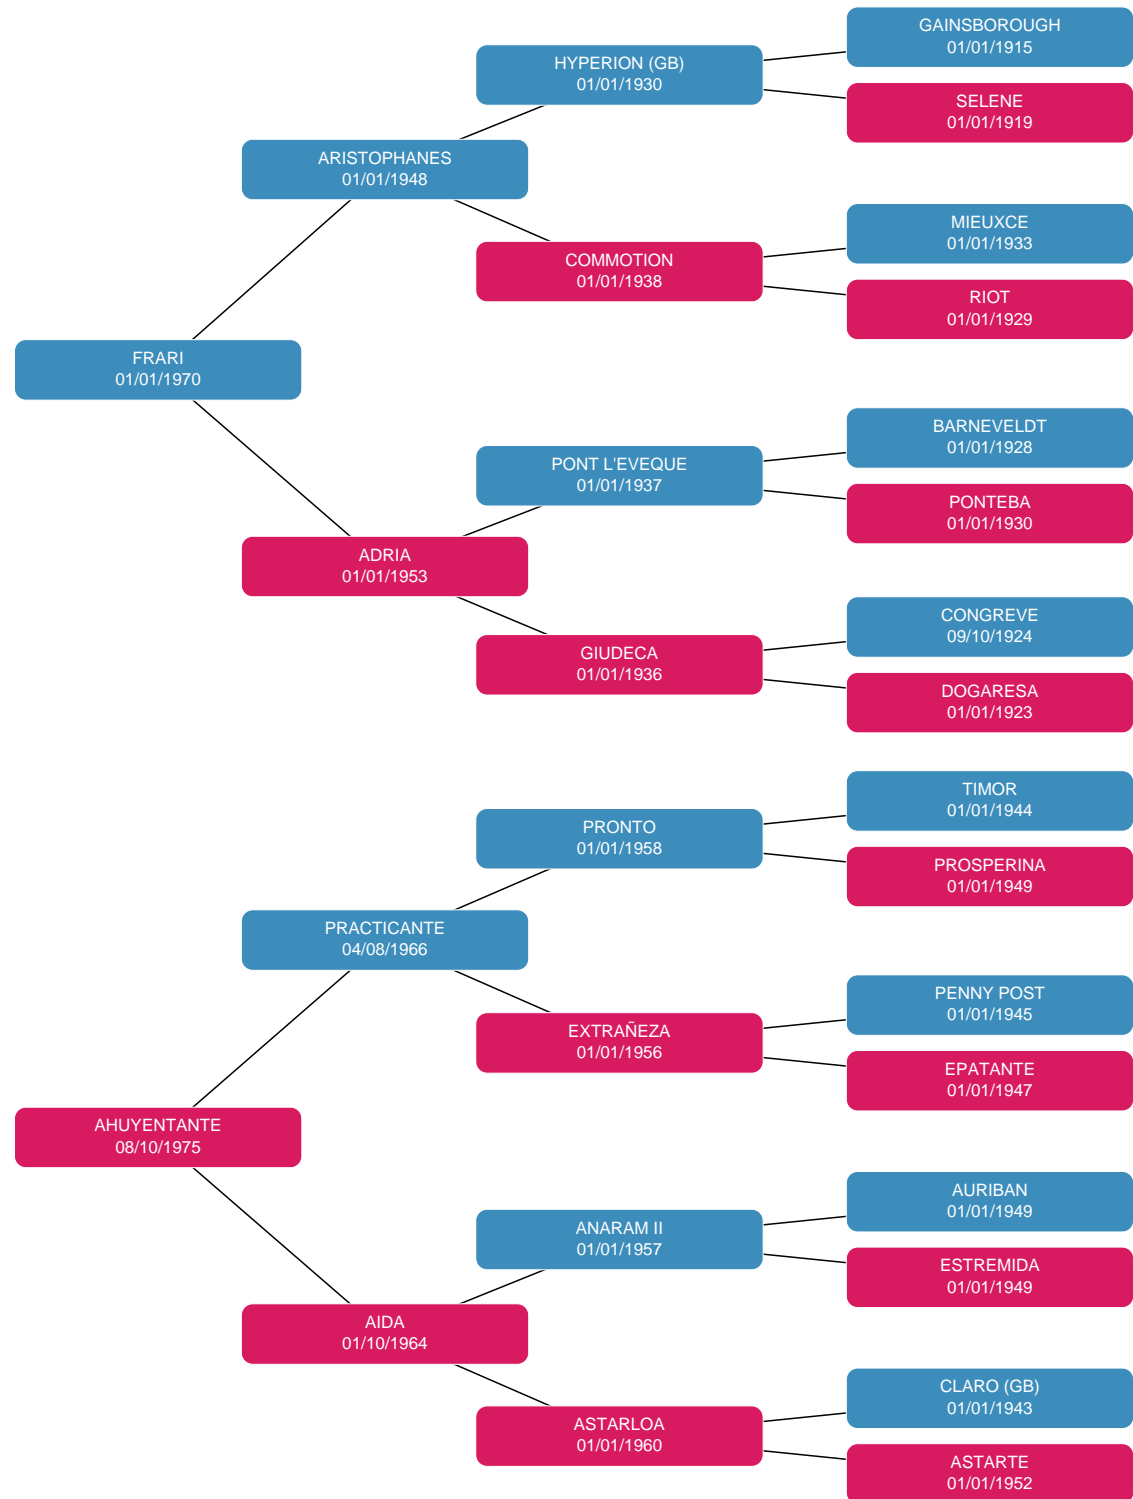 GAINSBOROUGH
01/01/1915
HYPERION (GB)
01/01/1930
SELENE
01/01/1919
ARISTOPHANES
01/01/1948
MIEUXCE
01/01/1933
COMMOTION
01/01/1938
RIOT
01/01/1929
FRARI
01/01/1970
BARNEVELDT
01/01/1928
PONT L'EVEQUE
01/01/1937
PONTEBA
01/01/1930
ADRIA
01/01/1953
CONGREVE
09/10/1924
GIUDECA
01/01/1936
DOGARESA
01/01/1923
TIMOR
01/01/1944
PRONTO
01/01/1958
PROSPERINA
01/01/1949
PRACTICANTE
04/08/1966
PENNY POST
01/01/1945
EXTRAÑEZA
01/01/1956
EPATANTE
01/01/1947
AHUYENTANTE
08/10/1975
AURIBAN
01/01/1949
ANARAM II
01/01/1957
ESTREMIDA
01/01/1949
AIDA
01/10/1964
CLARO (GB)
01/01/1943
ASTARLOA
01/01/1960
ASTARTE
01/01/1952